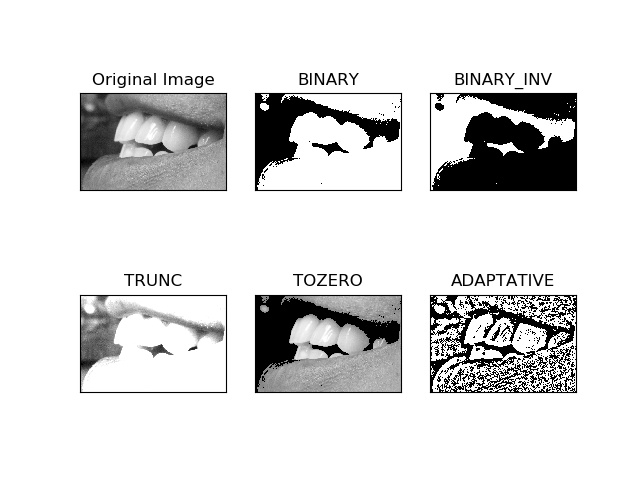 Original Image
BINARY
BINARY_INV
TRUNC
TOZERO
ADAPTATIVE